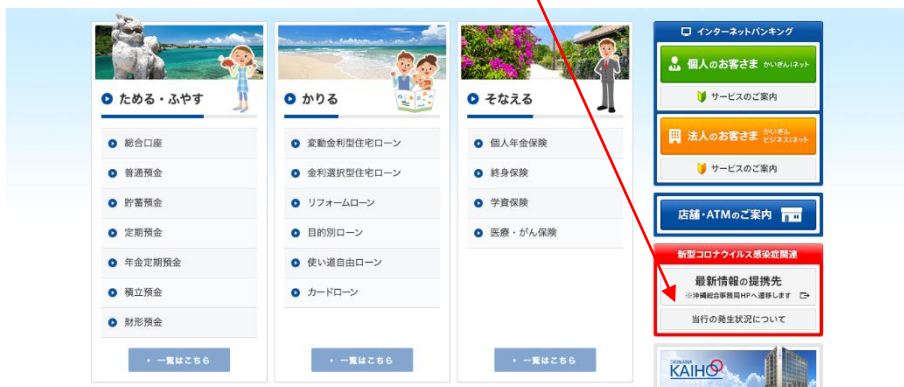 ためる・ふやす
総合口座
普通預金
貯蓄預金
定期預金
年金定期預金
積立預金
財形預金
一覧はこちら
かりる
変動金利型住宅ローン
金利選択型住宅ローン
リフォームローン
目的別ローン
使い道自由ローン
カードローン
一覧はこちら
そなえる
個人年金保険
終身保険
学資保険
医療・がん保険
一覧はこちら
インターネットバンキング
個人のお客さま かいぎんiネット
サービスのご案内
法人のお客さま かいぎん ビジネスiネット
サービスのご案内
店舗・ATMのご案内
新型コロナウイルス感染症関連
最新情報の提携先
※沖縄総合事務局HPへ遷移します
当行の発生状況について
OKINAWA
KAIHO